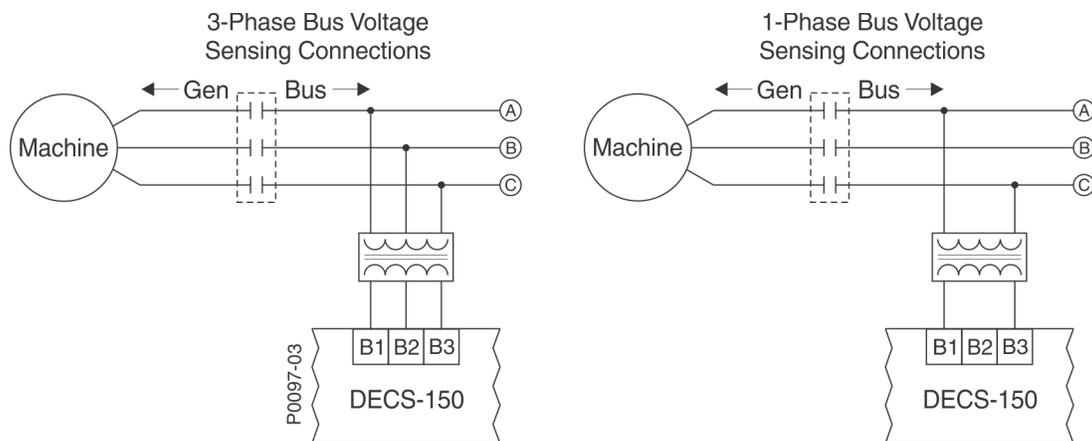 3-Phase Bus Voltage
Sensing Connections
Gen
Bus
Machine
A
B
C
B1
B2
B3
DECS-150
P0097-03
1-Phase Bus Voltage
Sensing Connections
Gen
Bus
Machine
A
B
C
B1
B2
B3
DECS-150